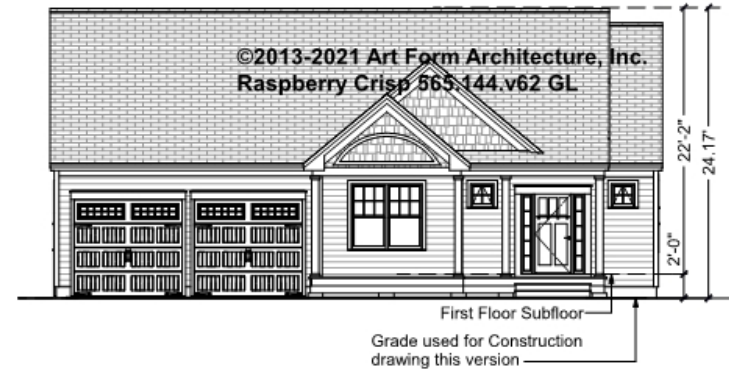 ©2013-2021 Art Form Architecture, Inc.
Raspberry Crisp 565.144.v62 GL
22'-2"
24.17'
2'-0"
First Floor Subfloor
Grade used for Construction
drawing this version